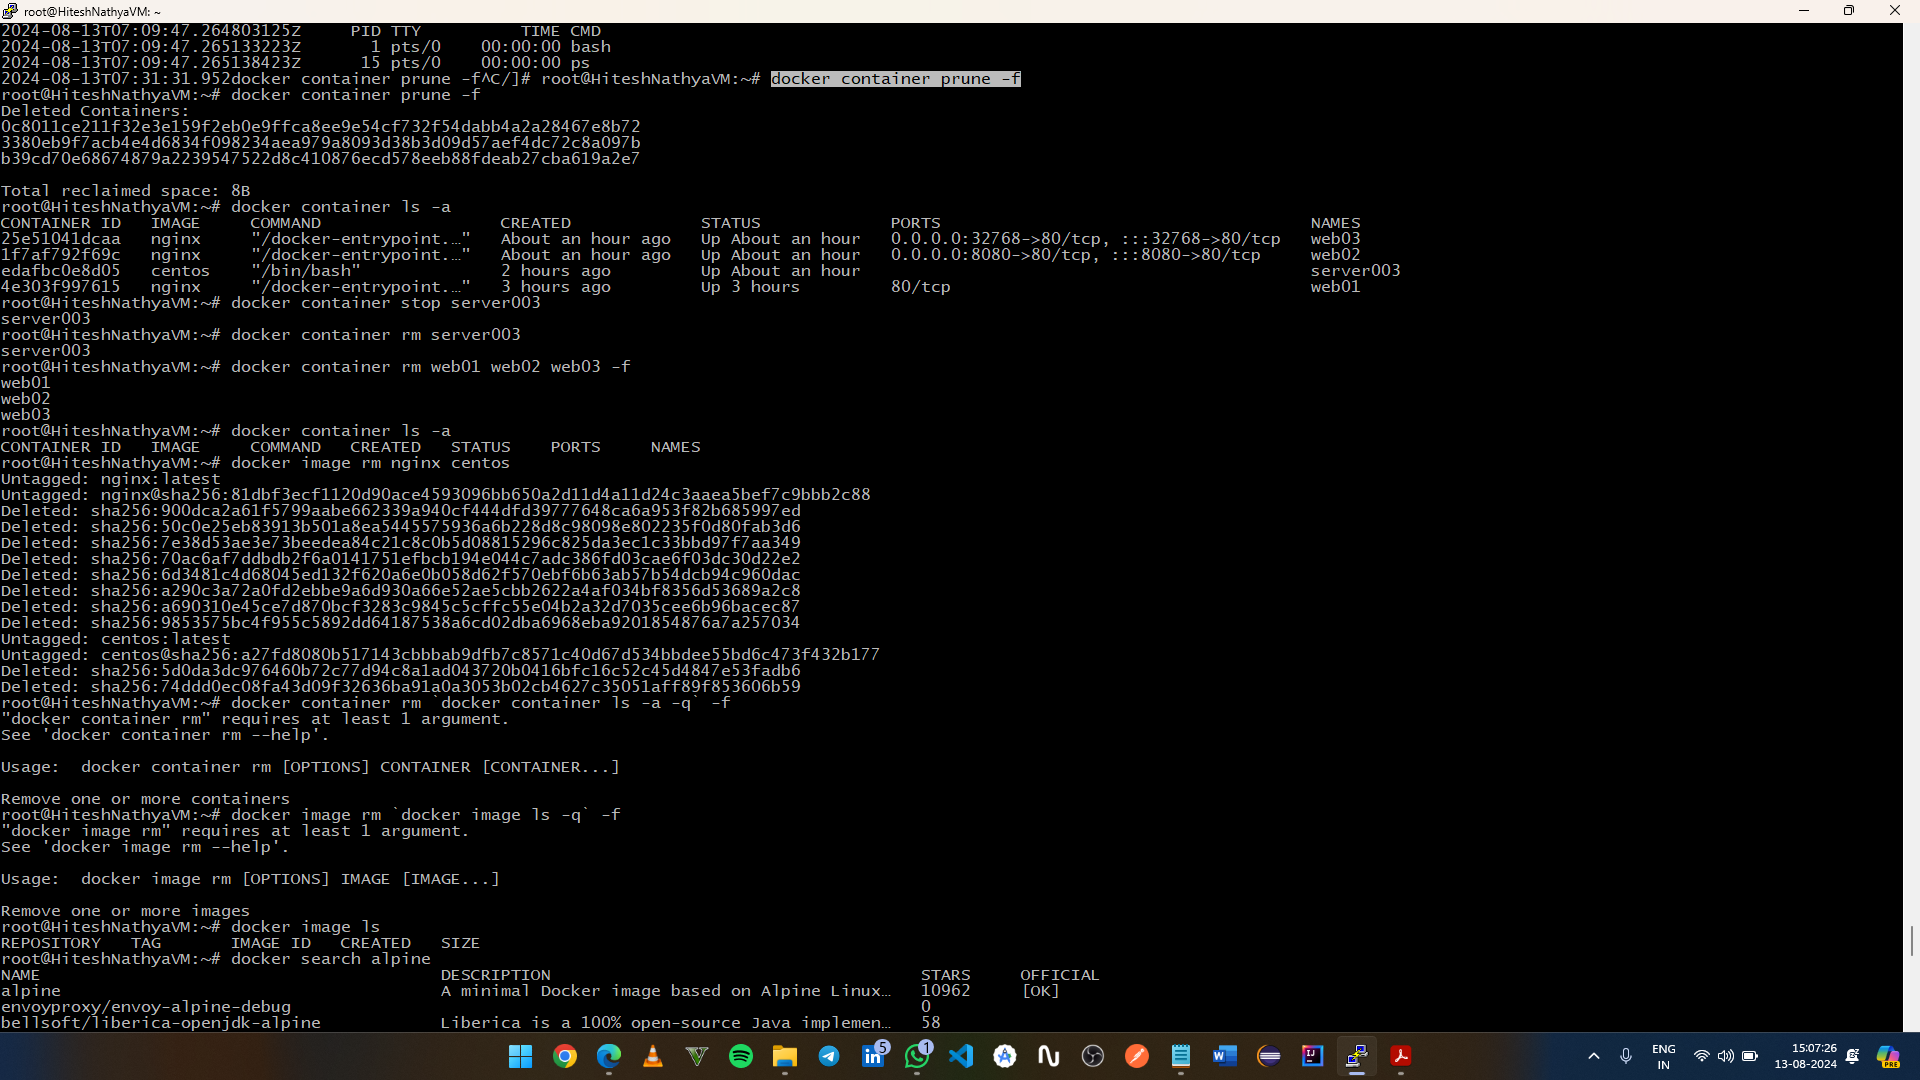 root@HiteshNathyaVM: ~
2024-08-13T07:09:47.264803125Z     PID TTY          TIME CMD
2024-08-13T07:09:47.265133223Z       1 pts/0    00:00:00 bash
2024-08-13T07:09:47.265138423Z      15 pts/0    00:00:00 ps
2024-08-13T07:31:31.952docker container prune -f^C/]# root@HiteshNathyaVM:~# docker container prune -f
root@HiteshNathyaVM:~# docker container prune -f
Deleted Containers:
0c8011ce211f32e3e159f2eb0e9ffca8ee9e54cf732f54dabb4a2a28467e8b72
3380eb9f7acb4e4d6834f098234aea979a8093d38b3d09d57aef4dc72c8a097b
b39cd70e68674879a2239547522d8c410876ecd578eeb88fdeab27cba619a2e7
Total reclaimed space: 8B
root@HiteshNathyaVM:~# docker container ls -a
CONTAINER ID   IMAGE     COMMAND                  CREATED             STATUS             PORTS                                     NAMES
25e51041dcaa   nginx     "/docker-entrypoint.…"   About an hour ago   Up About an hour   0.0.0.0:32768->80/tcp, :::32768->80/tcp   web03
1f7af792f69c   nginx     "/docker-entrypoint.…"   About an hour ago   Up About an hour   0.0.0.0:8080->80/tcp, :::8080->80/tcp     web02
edafbc0e8d05   centos    "/bin/bash"              2 hours ago         Up About an hour                                             server003
4e303f997615   nginx     "/docker-entrypoint.…"   3 hours ago         Up 3 hours         80/tcp                                    web01
root@HiteshNathyaVM:~# docker container stop server003
server003
root@HiteshNathyaVM:~# docker container rm server003
server003
root@HiteshNathyaVM:~# docker container rm web01 web02 web03 -f
web01
web02
web03
root@HiteshNathyaVM:~# docker container ls -a
CONTAINER ID   IMAGE     COMMAND   CREATED   STATUS    PORTS     NAMES
root@HiteshNathyaVM:~# docker image rm nginx centos
Untagged: nginx:latest
Untagged: nginx@sha256:81dbf3ecf1120d90ace4593096bb650a2d11d4a11d24c3aaea5bef7c9bbb2c88
Deleted: sha256:900dca2a61f5799aabe662339a940cf444dfd39777648ca6a953f82b685997ed
Deleted: sha256:50c0e25eb83913b501a8ea5445575936a6b228d8c98098e802235f0d80fab3d6
Deleted: sha256:7e38d53ae3e73beedea84c21c8c0b5d08815296c825da3ec1c33bbd97f7aa349
Deleted: sha256:70ac6af7ddbdb2f6a0141751efbcb194e044c7adc386fd03cae6f03dc30d22e2
Deleted: sha256:6d3481c4d68045ed132f620a6e0b058d62f570ebf6b63ab57b54dcb94c960dac
Deleted: sha256:a290c3a72a0fd2ebbe9a6d930a66e52ae5cbb2622a4af034bf8356d53689a2c8
Deleted: sha256:a690310e45ce7d870bcf3283c9845c5cffc55e04b2a32d7035cee6b96bacec87
Deleted: sha256:9853575bc4f955c5892dd64187538a6cd02dba6968eba9201854876a7a257034
Untagged: centos:latest
Untagged: centos@sha256:a27fd8080b517143cbbbab9dfb7c8571c40d67d534bbdee55bd6c473f432b177
Deleted: sha256:5d0da3dc976460b72c77d94c8a1ad043720b0416bfc16c52c45d4847e53fadb6
Deleted: sha256:74ddd0ec08fa43d09f32636ba91a0a3053b02cb4627c35051aff89f853606b59
root@HiteshNathyaVM:~# docker container rm `docker container ls -a -q` -f
"docker container rm" requires at least 1 argument.
See 'docker container rm --help'.
Usage:  docker container rm [OPTIONS] CONTAINER [CONTAINER...]
Remove one or more containers
root@HiteshNathyaVM:~# docker image rm `docker image ls -q` -f
"docker image rm" requires at least 1 argument.
See 'docker image rm --help'.
Usage:  docker image rm [OPTIONS] IMAGE [IMAGE...]
Remove one or more images
root@HiteshNathyaVM:~# docker image ls
REPOSITORY   TAG       IMAGE ID   CREATED   SIZE
root@HiteshNathyaVM:~# docker search alpine
NAME                                        DESCRIPTION                                     STARS     OFFICIAL
alpine                                      A minimal Docker image based on Alpine Linux…   10962     [OK]
envoyproxy/envoy-alpine-debug                                                               0
bellsoft/liberica-openjdk-alpine            Liberica is a 100% open-source Java implemen…   58
5
1
ENG
IN
15:07:26
13-08-2024
PRE